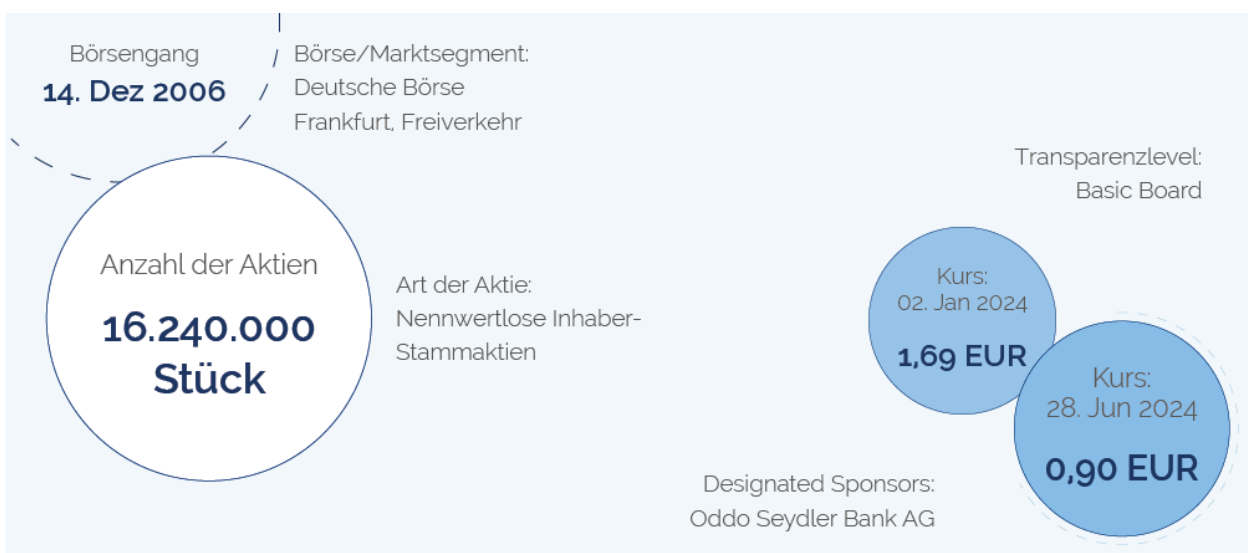 Börsengang
14. Dez 2006
Börse/Marktsegment:
Deutsche Börse
Frankfurt, Freiverkehr
Transparenzlevel:
Basic Board
Anzahl der Aktien
16.240.000
Stück
Art der Aktie:
Nennwertlose Inhaber-
Stammaktien
Kurs:
02. Jan 2024
1,69 EUR
Kurs:
28. Jun 2024
0,90 EUR
Designated Sponsors:
Oddo Seydler Bank AG